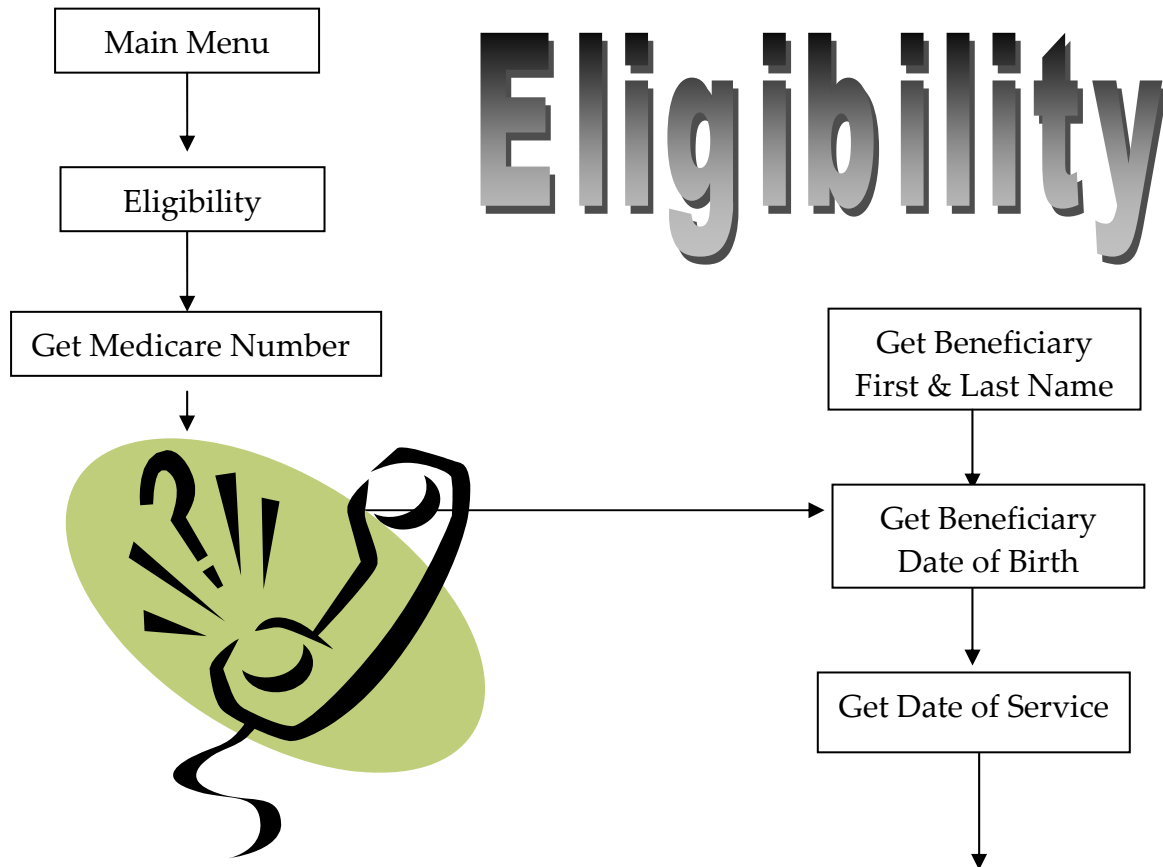 Main Menu
Eligibility
Eligibility
Get Medicare Number
Get Beneficiary
First & Last Name
?
Get Beneficiary
Date of Birth
Get Date of Service